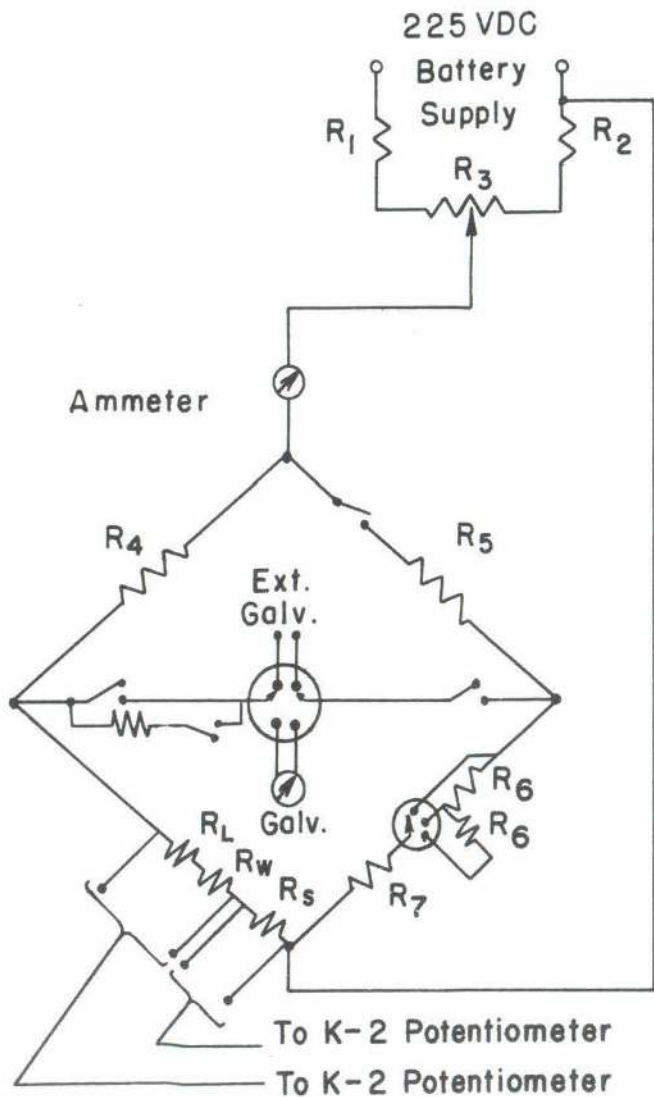 225 VDC
Battery
Supply
R1
R2
R3
Ammeter
R4
R5
Ext.
Galv.
Galv.
R6
R6
RL
RW
RS
R7
To K-2 Potentiometer
To K-2 Potentiometer